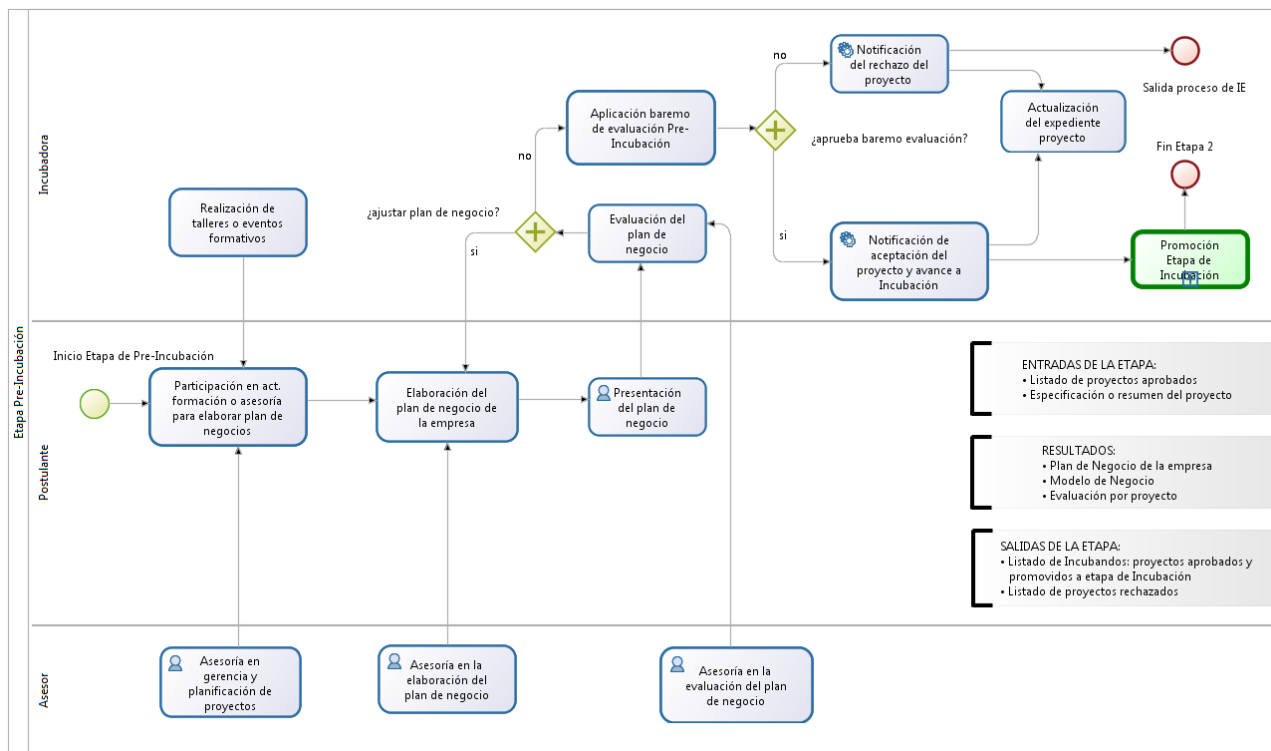 Etapa Pre-Incubación
Incubadora
Realización de
talleres o eventos
formativos
¿ajustar plan de negocio?
no
si
Aplicación baremo
de evaluación Pre-
Incubación
Evaluación del
plan de
negocio
no
si
¿aprueba baremo evaluación?
Notificación
del rechazo del
proyecto
Salida proceso de IE
Actualización
del expediente
proyecto
Fin Etapa 2
Notificación de
aceptación del
proyecto y avance a
Incubación
Promoción
Etapa de
Incubación
Postulante
Inicio Etapa de Pre-Incubación
Participación en act.
formación o asesoría
para elaborar plan de
negocios
Elaboración del
plan de negocio de
la empresa
Presentación
del plan de
negocio
ENTRADAS DE LA ETAPA:
• Listado de proyectos aprobados
• Especificación o resumen del proyecto
RESULTADOS:
• Plan de Negocio de la empresa
• Modelo de Negocio
• Evaluación por proyecto
SALIDAS DE LA ETAPA:
• Listado de Incubandos: proyectos aprobados y
promovidos a etapa de Incubación
• Listado de proyectos rechazados
Asesor
Asesoría en
gerencia y
planificación de
proyectos
Asesoría en la
elaboración del
plan de negocio
Asesoría en la
evaluación del plan
de negocio